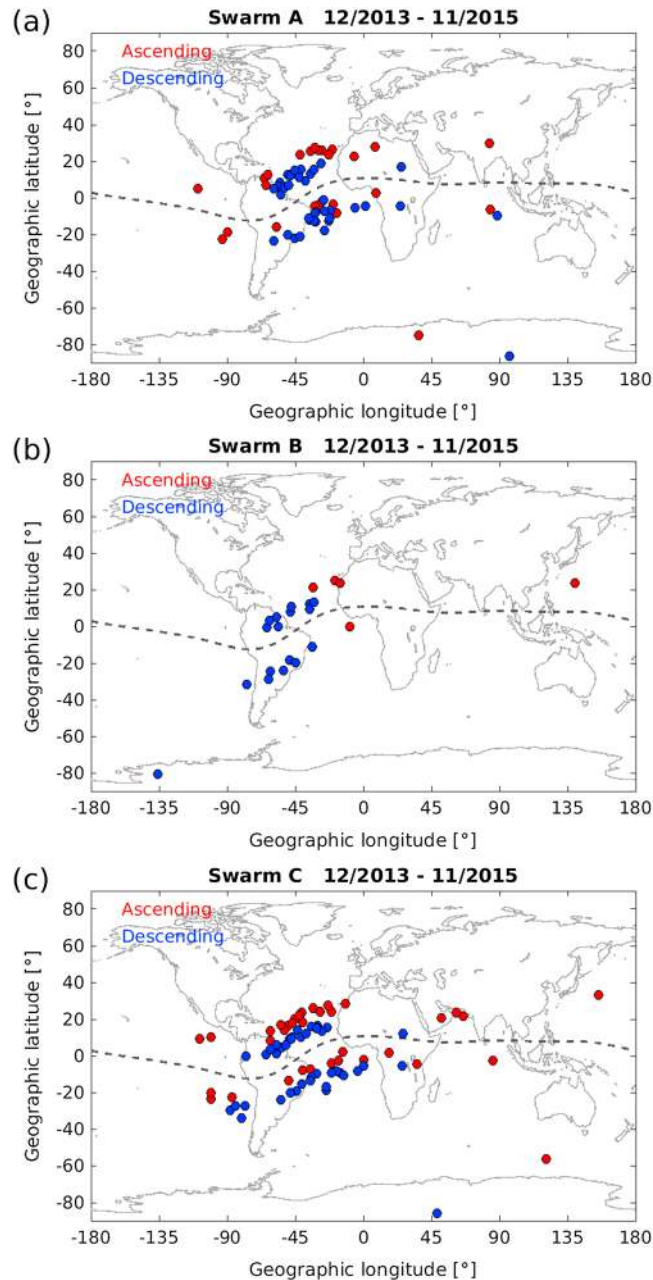 (a)
Swarm A 12/2013 - 11/2015
Ascending
Descending
Geographic latitude [°]
80
60
40
20
0
-20
-40
-60
-80
-180 -135 -90 -45 0 45 90 135 180
Geographic longitude [°]
(b)
Swarm B 12/2013 - 11/2015
Ascending
Descending
Geographic latitude [°]
80
60
40
20
0
-20
-40
-60
-80
-180 -135 -90 -45 0 45 90 135 180
Geographic longitude [°]
(c)
Swarm C 12/2013 - 11/2015
Ascending
Descending
Geographic latitude [°]
80
60
40
20
0
-20
-40
-60
-80
-180 -135 -90 -45 0 45 90 135 180
Geographic longitude [°]